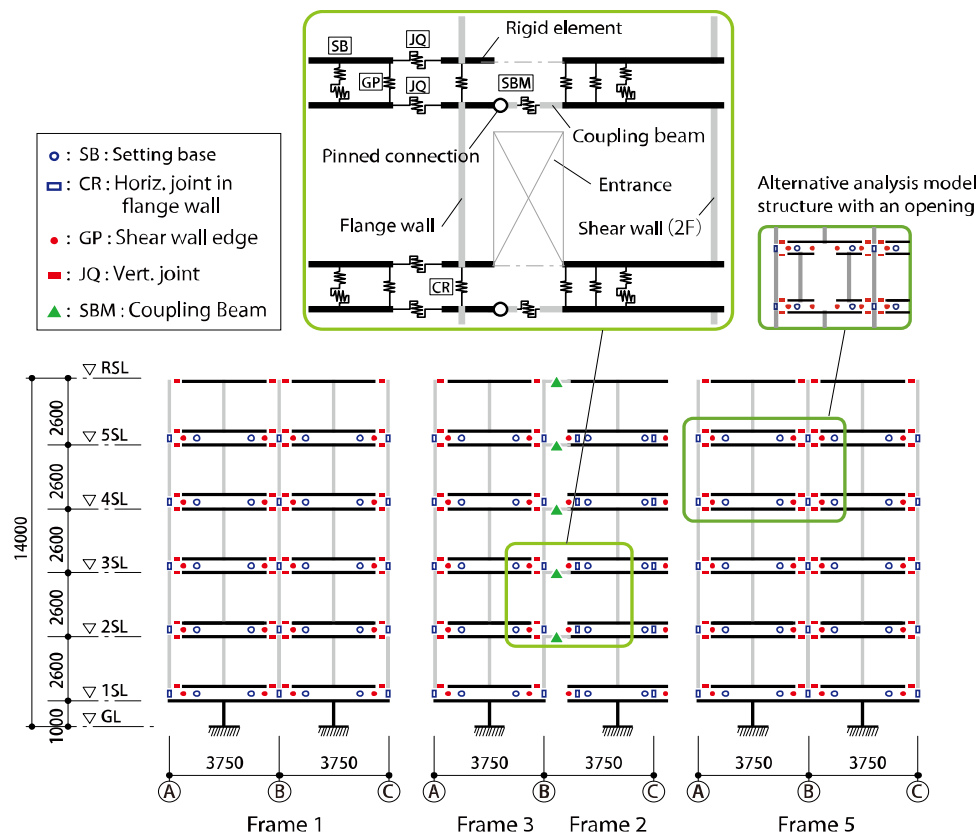 JQ
Rigid element
SB
GP
JQ
SBM
Coupling beam
Pinned connection
Entrance
Flange wall
Shear wall (2F)
CR
: SB : Setting base
: CR : Horiz. joint in
flange wall
: GP : Shear wall edge
: JQ : Vert. joint
: SBM : Coupling Beam
Alternative analysis model
structure with an opening
RSL
5SL
4SL
3SL
2SL
1SL
GL
2600
2600
2600
2600
2600
1000
14000
3750 3750 3750 3750 3750 3750
A B C A B C A B C
Frame 1 Frame 3 Frame 2 Frame 5